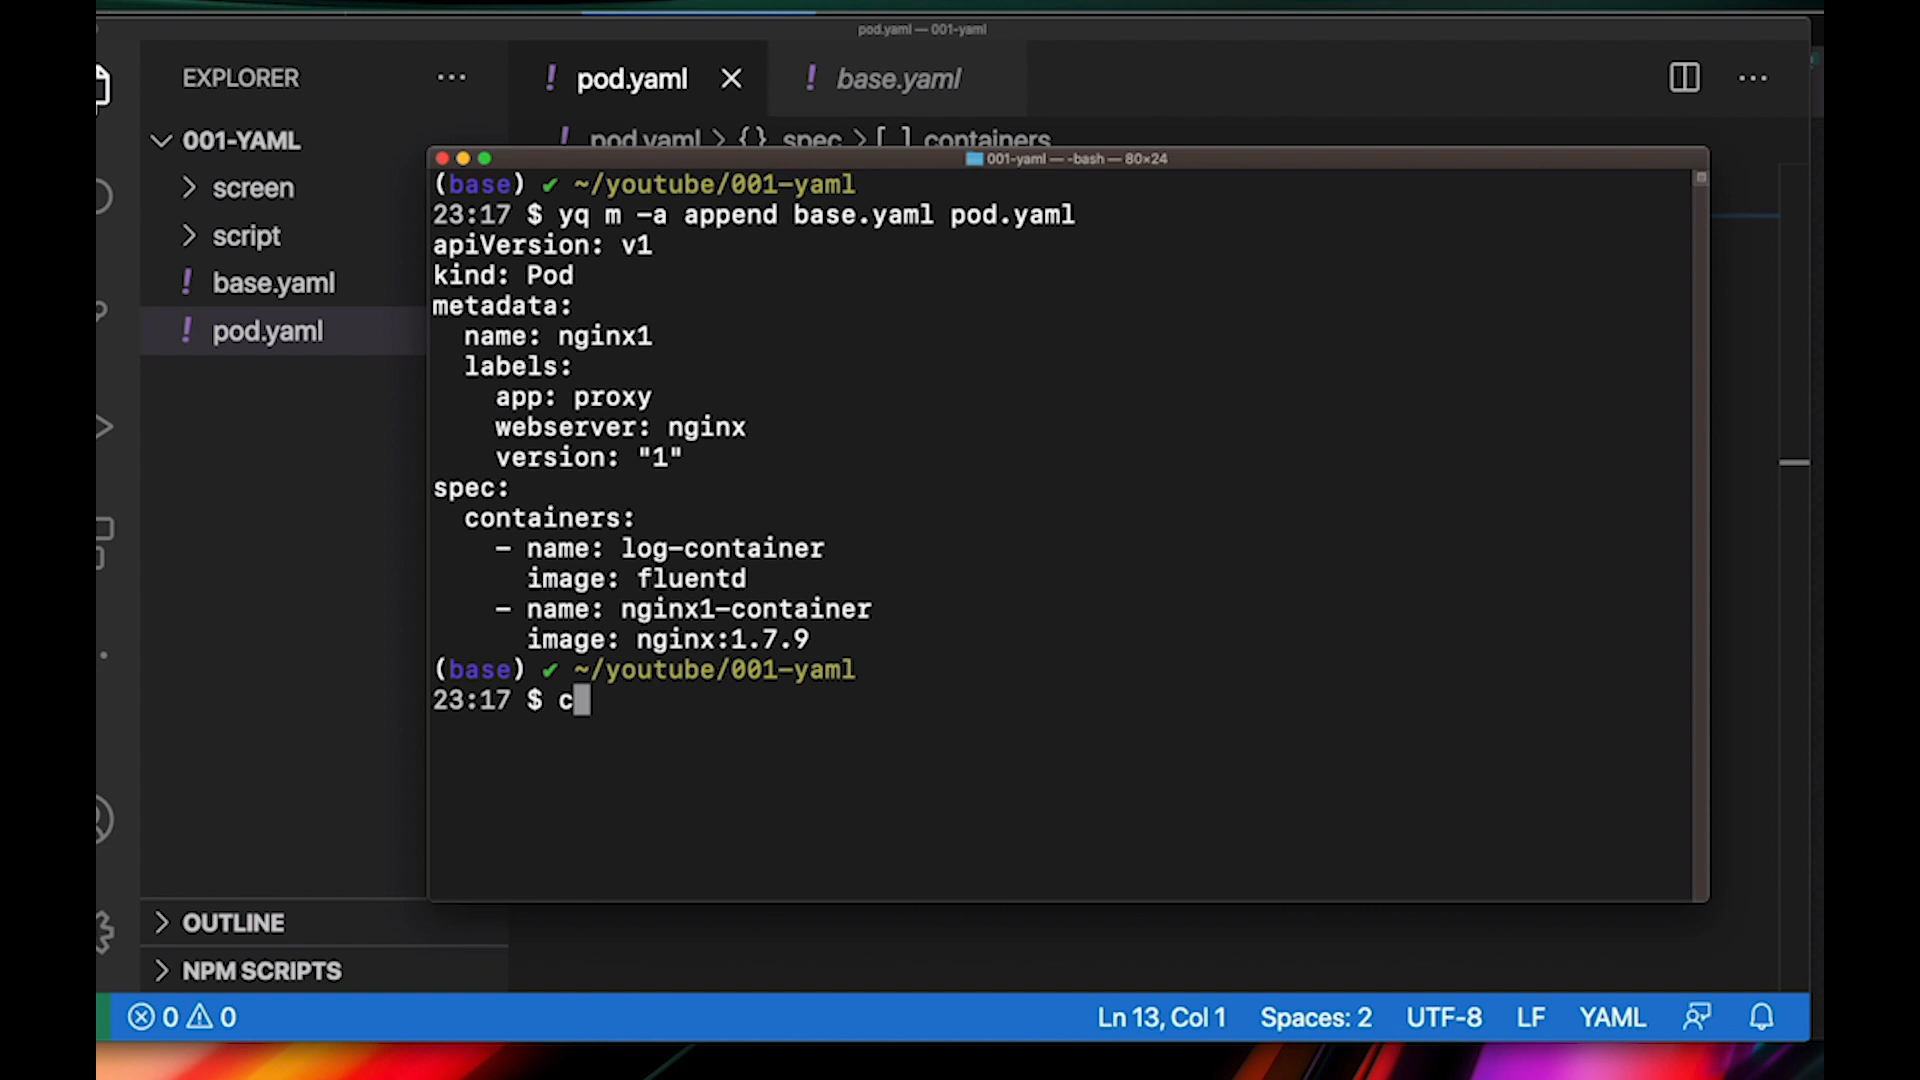 pod.yaml — 001-yaml
EXPLORER
pod.yaml
base.yaml
001-YAML
pod.yaml > {} spec > [ ] containers
screen
script
base.yaml
pod.yaml
001-yaml — -bash — 80×24
(base) ✔ ~/youtube/001-yaml
23:17 $ yq m -a append base.yaml pod.yaml
apiVersion: v1
kind: Pod
metadata:
  name: nginx1
  labels:
    app: proxy
    webserver: nginx
    version: "1"
spec:
  containers:
    - name: log-container
      image: fluentd
    - name: nginx1-container
      image: nginx:1.7.9
(base) ✔ ~/youtube/001-yaml
23:17 $ c
OUTLINE
NPM SCRIPTS
0 0 Ln 13, Col 1 Spaces: 2 UTF-8 LF YAML